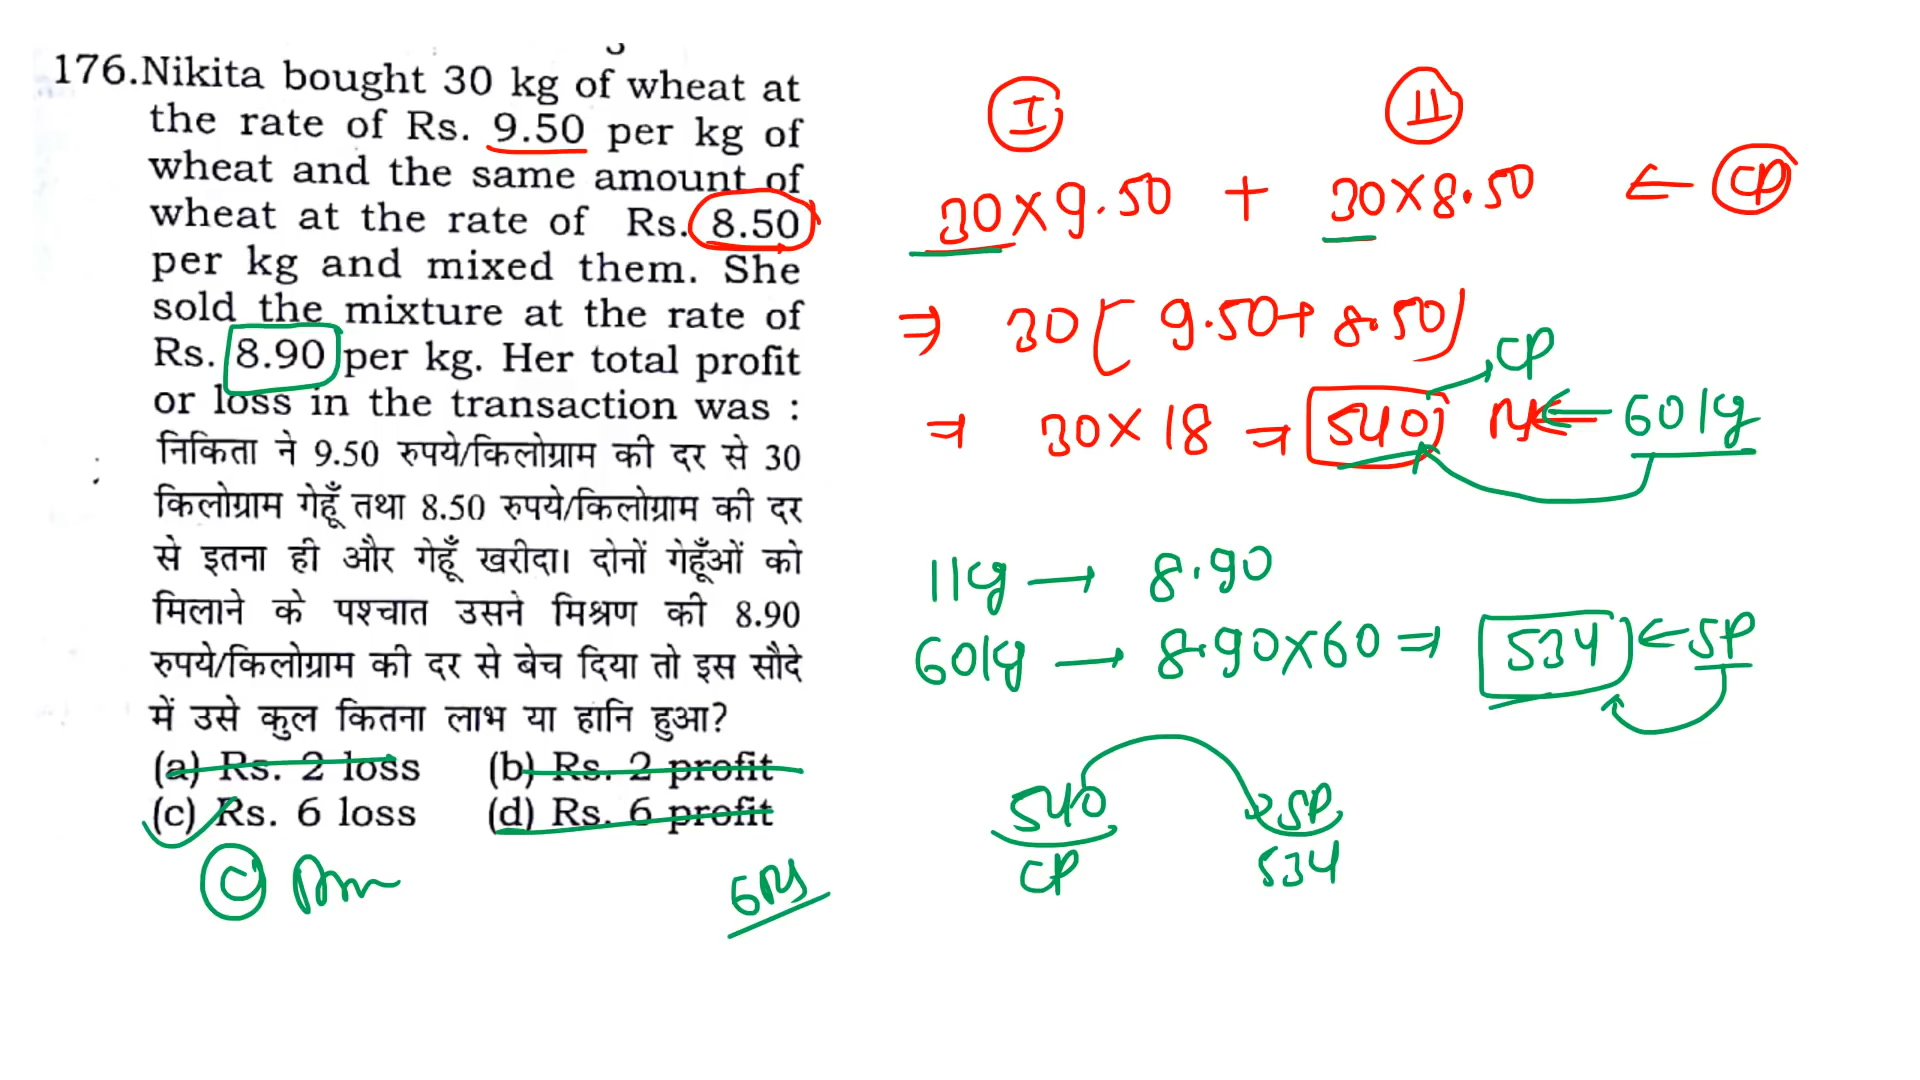 176.Nikita bought 30 kg of wheat at
the rate of Rs. 9.50 per kg of
wheat and the same amount of
wheat at the rate of Rs. 8.50
per kg and mixed them. She
sold the mixture at the rate of
Rs. 8.90 per kg. Her total profit
or loss in the transaction was :
निकिता ने 9.50 रुपये/किलोग्राम की दर से 30
किलोग्राम गेहूँ तथा 8.50 रुपये/किलोग्राम की दर
से इतना ही और गेहूँ खरीदा। दोनों गेहूँओं को
मिलाने के पश्चात उसने मिश्रण की 8.90
रुपये/किलोग्राम की दर से बेच दिया तो इस सौदे
में उसे कुल कितना लाभ या हानि हुआ?
(a) Rs. 2 loss (b) Rs. 2 profit
(c) Rs. 6 loss (d) Rs. 6 profit
(C)
6 Rs
I II
30×9.50 + 30×8.50 ← CP
⇒ 30( 9.50+8.50)
CP
⇒ 30×18 ⇒ 540 ← 60kg
1kg → 8.90
60kg → 8.90×60 ⇒ 534 ← SP
540 SP
CP 534